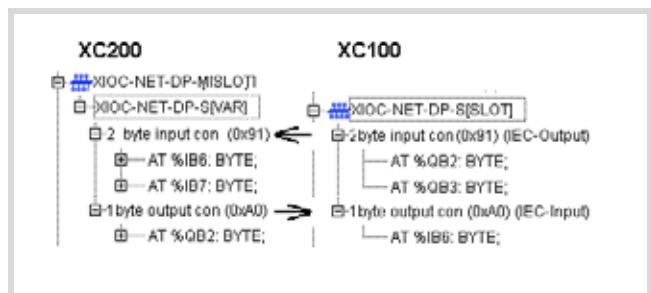 XC200
XIOC-NET-DP-M[SLOT]
XIOC-NET-DP-S[VAR]
2 byte input con (0x91)
AT %IB6: BYTE;
AT %IB7: BYTE;
1byte output con (0xA0)
AT %QB2: BYTE;
XC100
XIOC-NET-DP-S[SLOT]
2byte input con (0x91) (IEC-Output)
AT %QB2: BYTE;
AT %QB3: BYTE;
1byte output con (0xA0) (IEC-Input)
AT %IB6: BYTE;